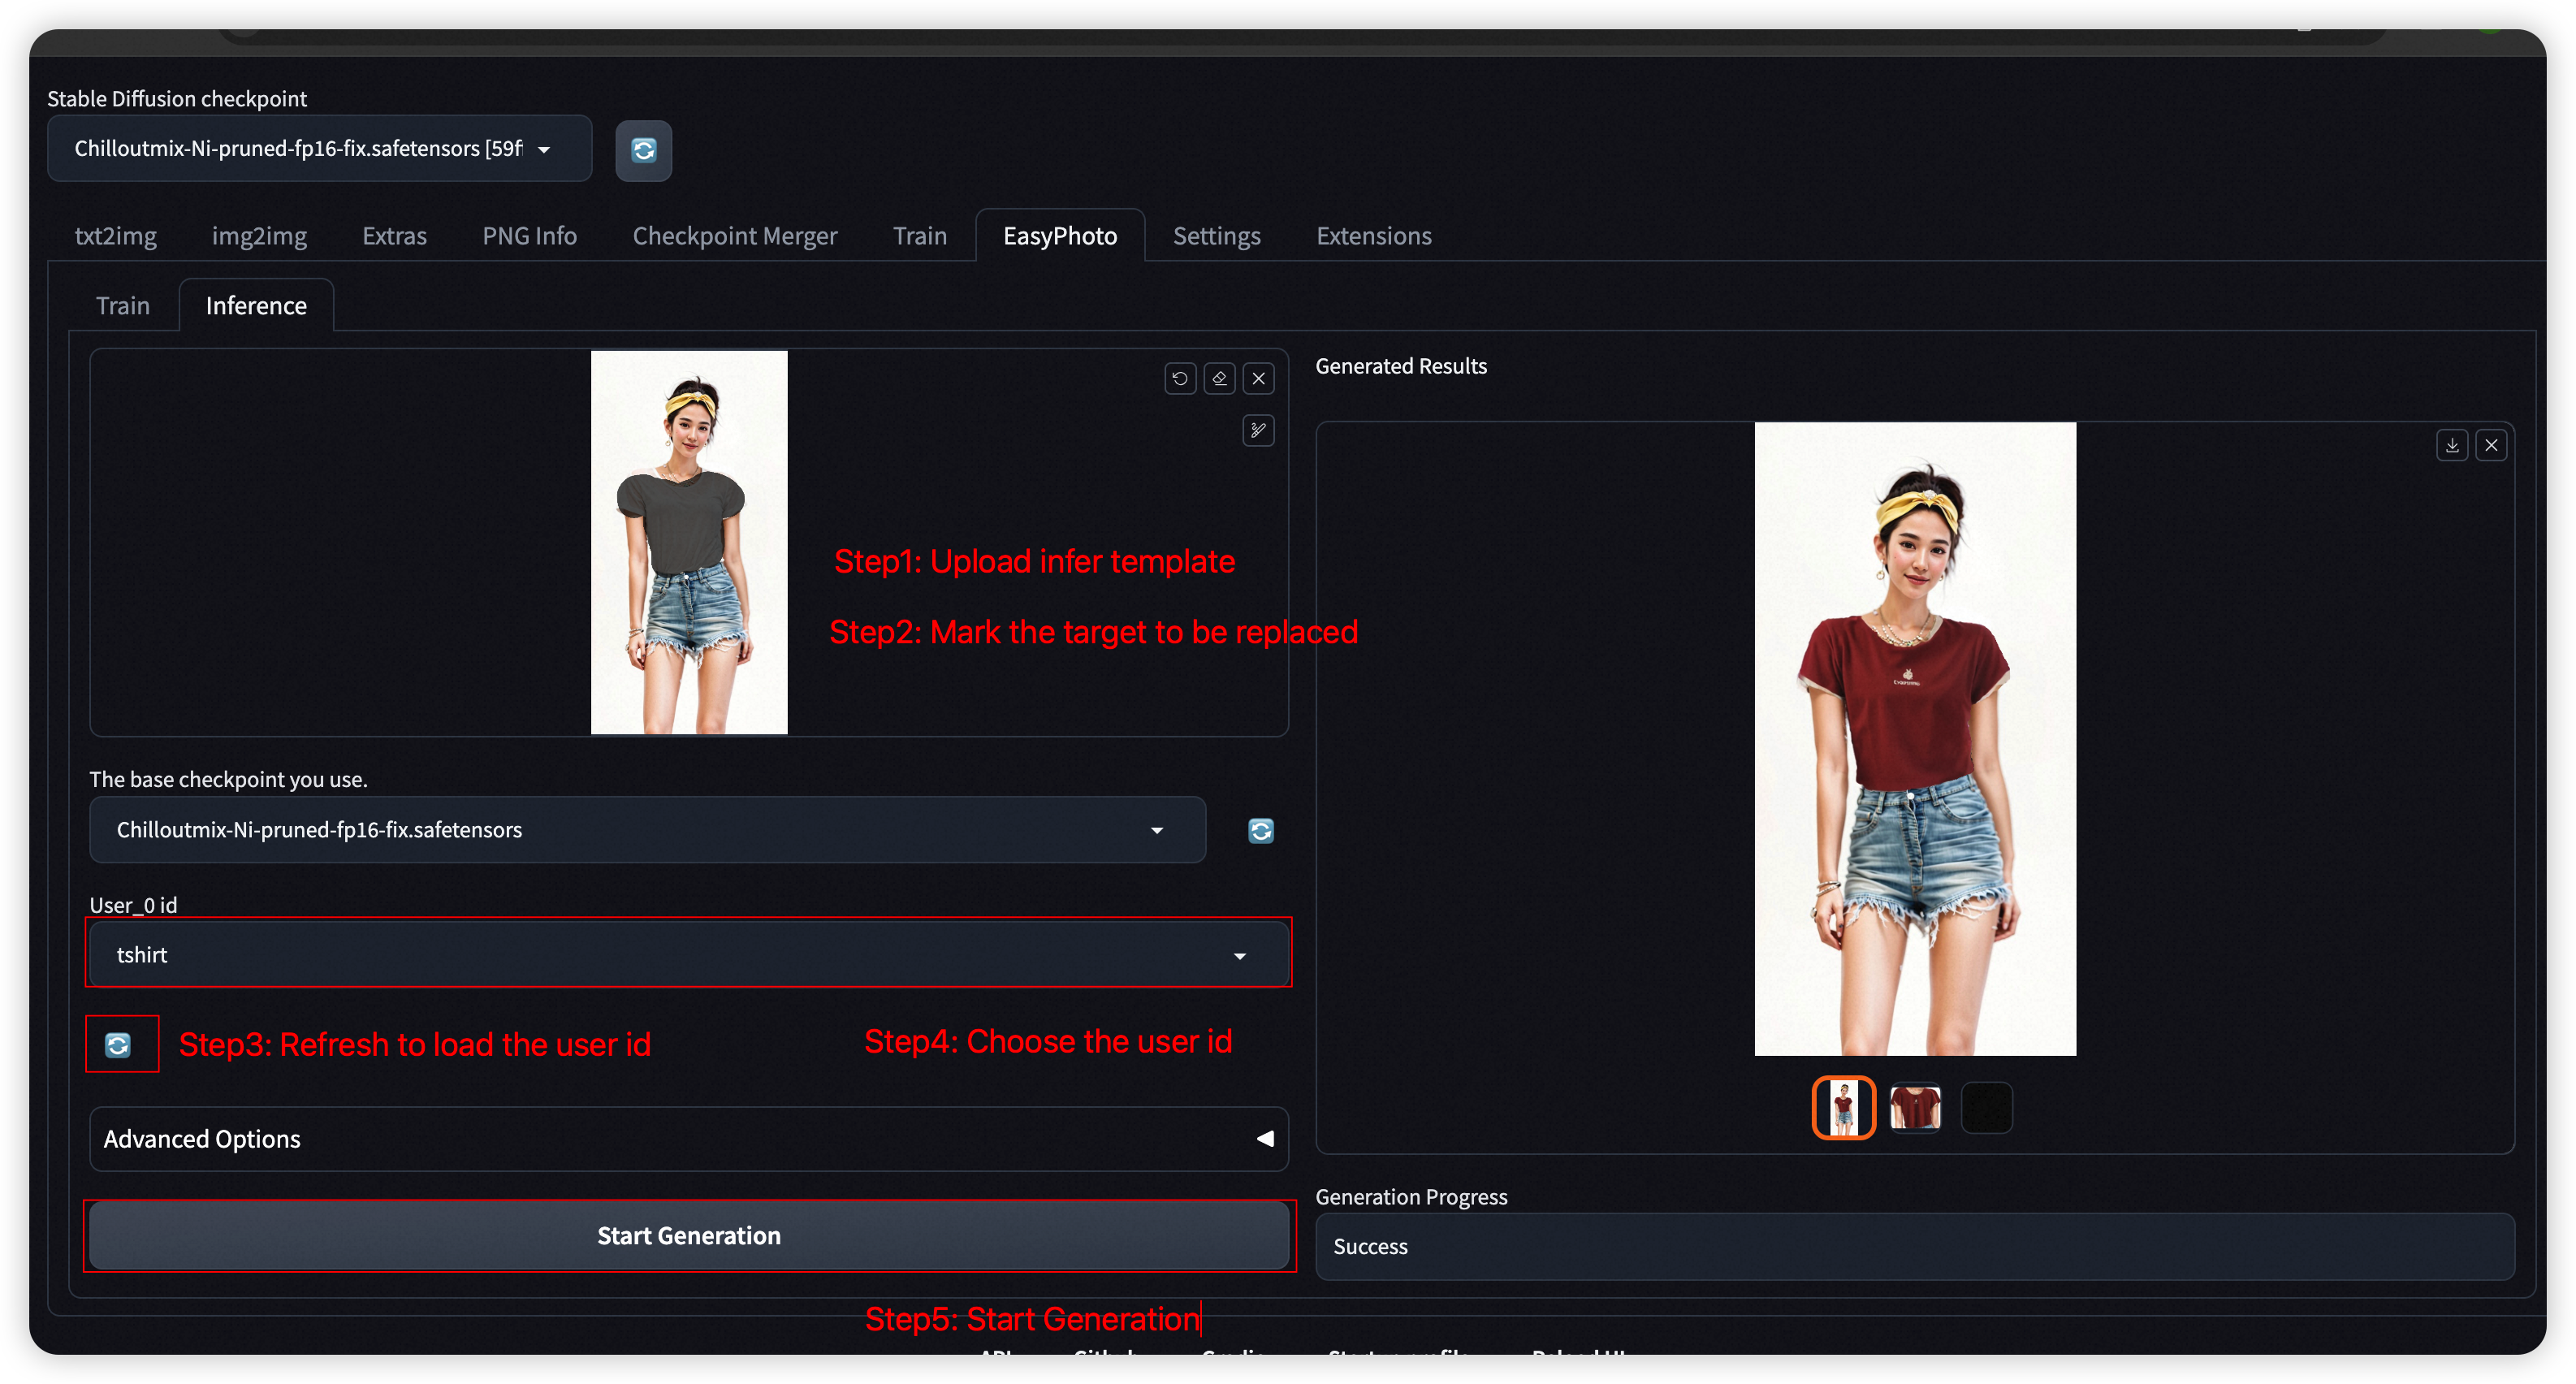 Stable Diffusion checkpoint
Chilloutmix-Ni-pruned-fp16-fix.safetensors [59f
txt2img img2img Extras PNG Info Checkpoint Merger Train EasyPhoto Settings Extensions
Train Inference
Generated Results
Step1: Upload infer template
Step2: Mark the target to be replaced
The base checkpoint you use.
Chilloutmix-Ni-pruned-fp16-fix.safetensors
User_0 id
tshirt
Step3: Refresh to load the user id
Step4: Choose the user id
Advanced Options
Start Generation
Generation Progress
Success
Step5: Start Generation